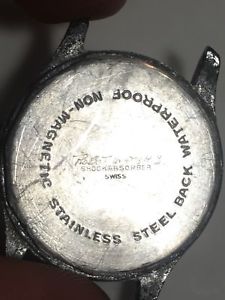 WATERPROOF NON-MAGNETIC STAINLESS STEEL BACK
SHOCKABSORBER
SWISS